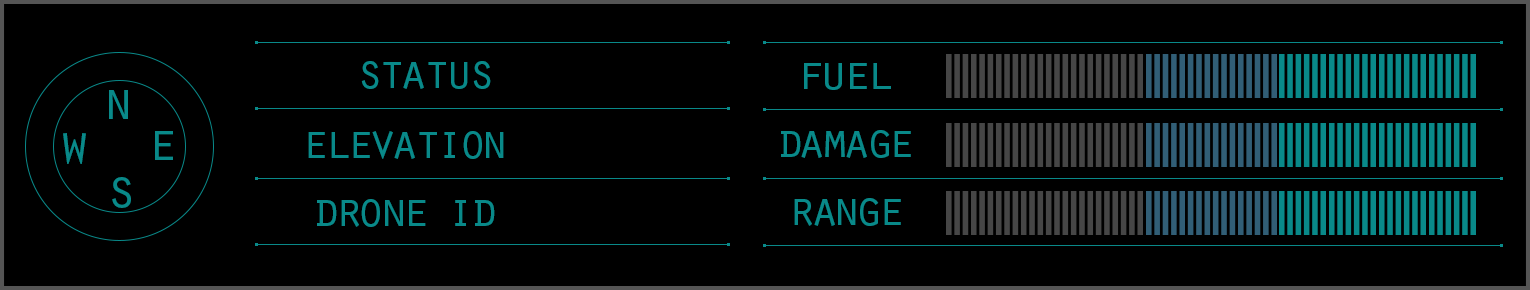 N
W E
S
STATUS
ELEVATION
DRONE ID
FUEL
DAMAGE
RANGE